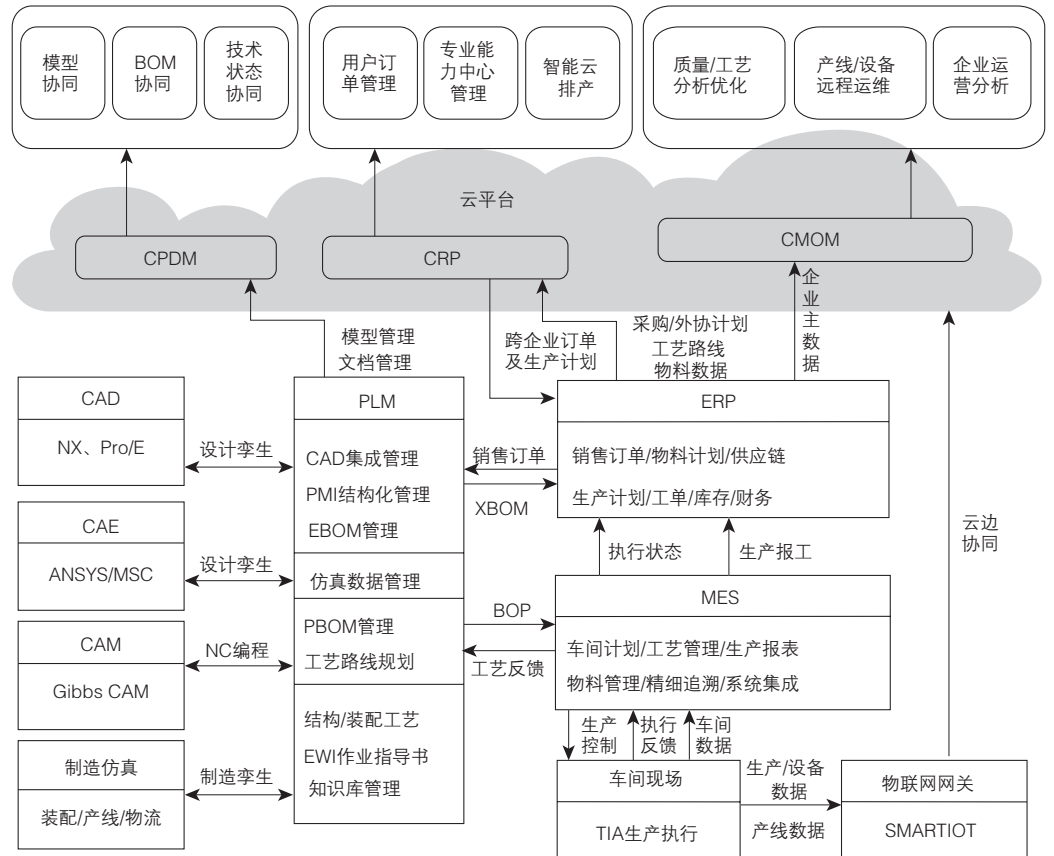 模型
协同
BOM
协同
技术
状态
协同
用户订
单管理
专业能
力中心
管理
智能云
排产
质量/工艺
分析优化
产线/设备
远程运维
企业运
营分析
云平台
CPDM
CRP
CMOM
模型管理
文档管理
跨企业订单
及生产计划
采购/外协计划
工艺路线
物料数据
企
业
主
数
据
CAD
NX、Pro/E
设计孪生
CAE
ANSYS/MSC
设计孪生
CAM
Gibbs CAM
NC编程
制造仿真
装配/产线/物流
制造孪生
PLM
CAD集成管理
PMI结构化管理
EBOM管理
仿真数据管理
PBOM管理
工艺路线规划
结构/装配工艺
EWI作业指导书
知识库管理
销售订单
XBOM
ERP
销售订单/物料计划/供应链
生产计划/工单/库存/财务
执行状态
生产报工
BOP
工艺反馈
MES
车间计划/工艺管理/生产报表
物料管理/精细追溯/系统集成
生产
控制
执行
反馈
车间
数据
车间现场
TIA生产执行
生产/设备
数据
产线数据
物联网网关
SMARTIOT
云边
协同